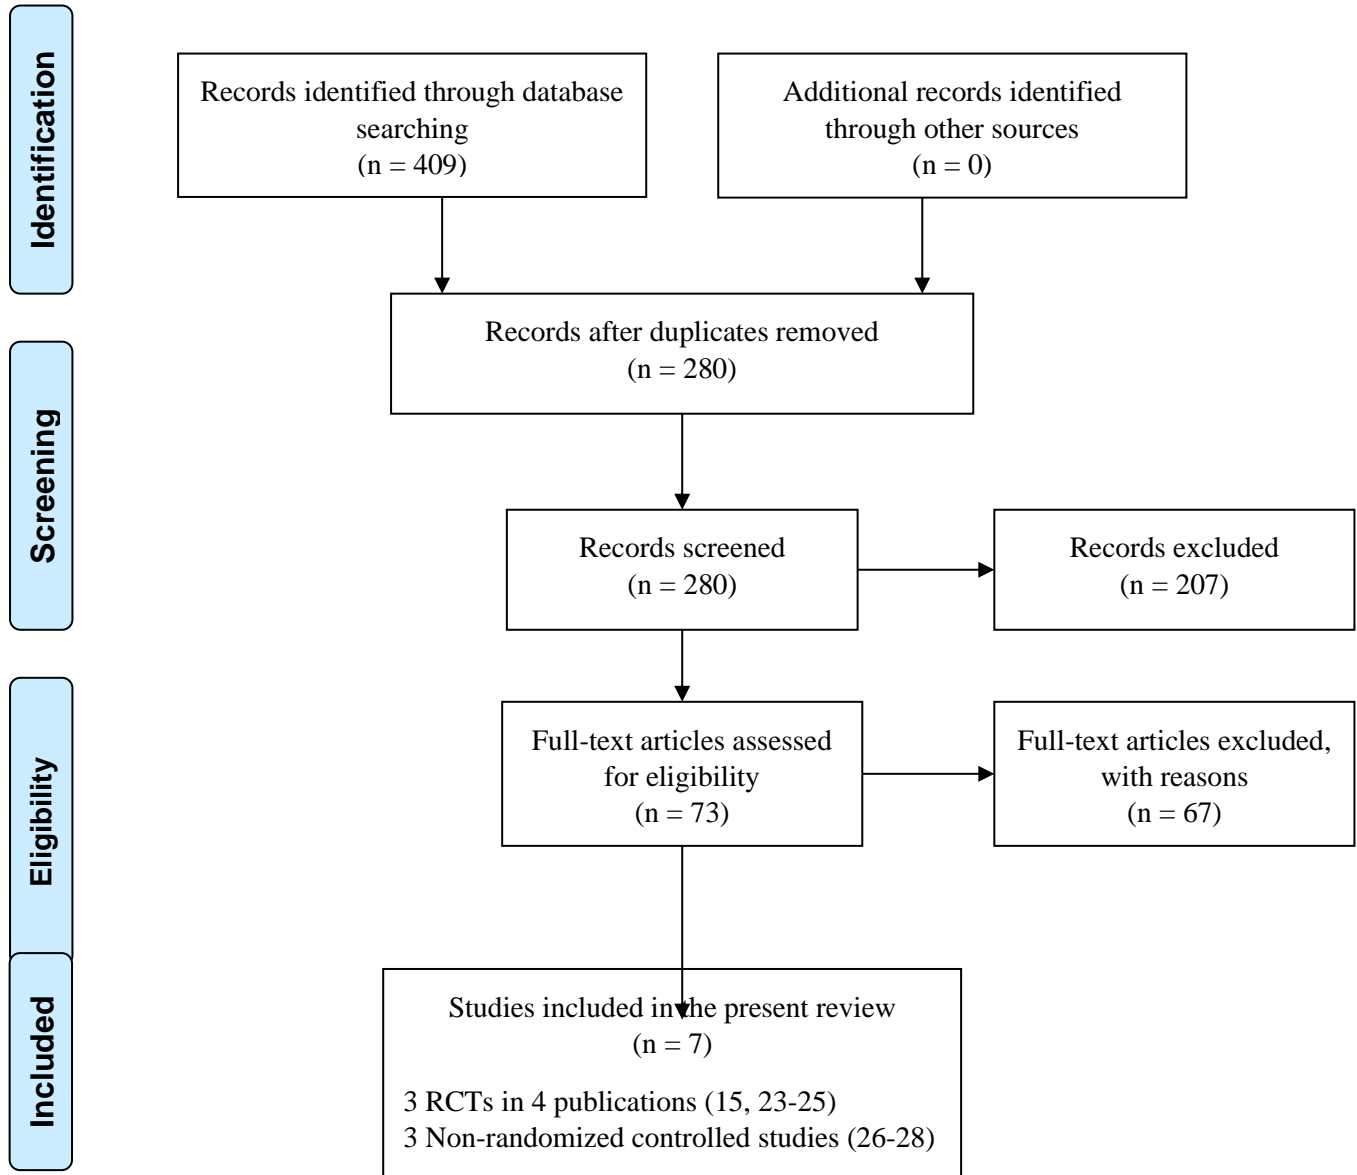 Identification
Records identified through database
searching
(n = 409)
Additional records identified
through other sources
(n = 0)
Records after duplicates removed
(n = 280)
Screening
Records screened
(n = 280)
Records excluded
(n = 207)
Eligibility
Full-text articles assessed
for eligibility
(n = 73)
Full-text articles excluded,
with reasons
(n = 67)
Included
Studies included in the present review
(n = 7)
3 RCTs in 4 publications (15, 23-25)
3 Non-randomized controlled studies (26-28)